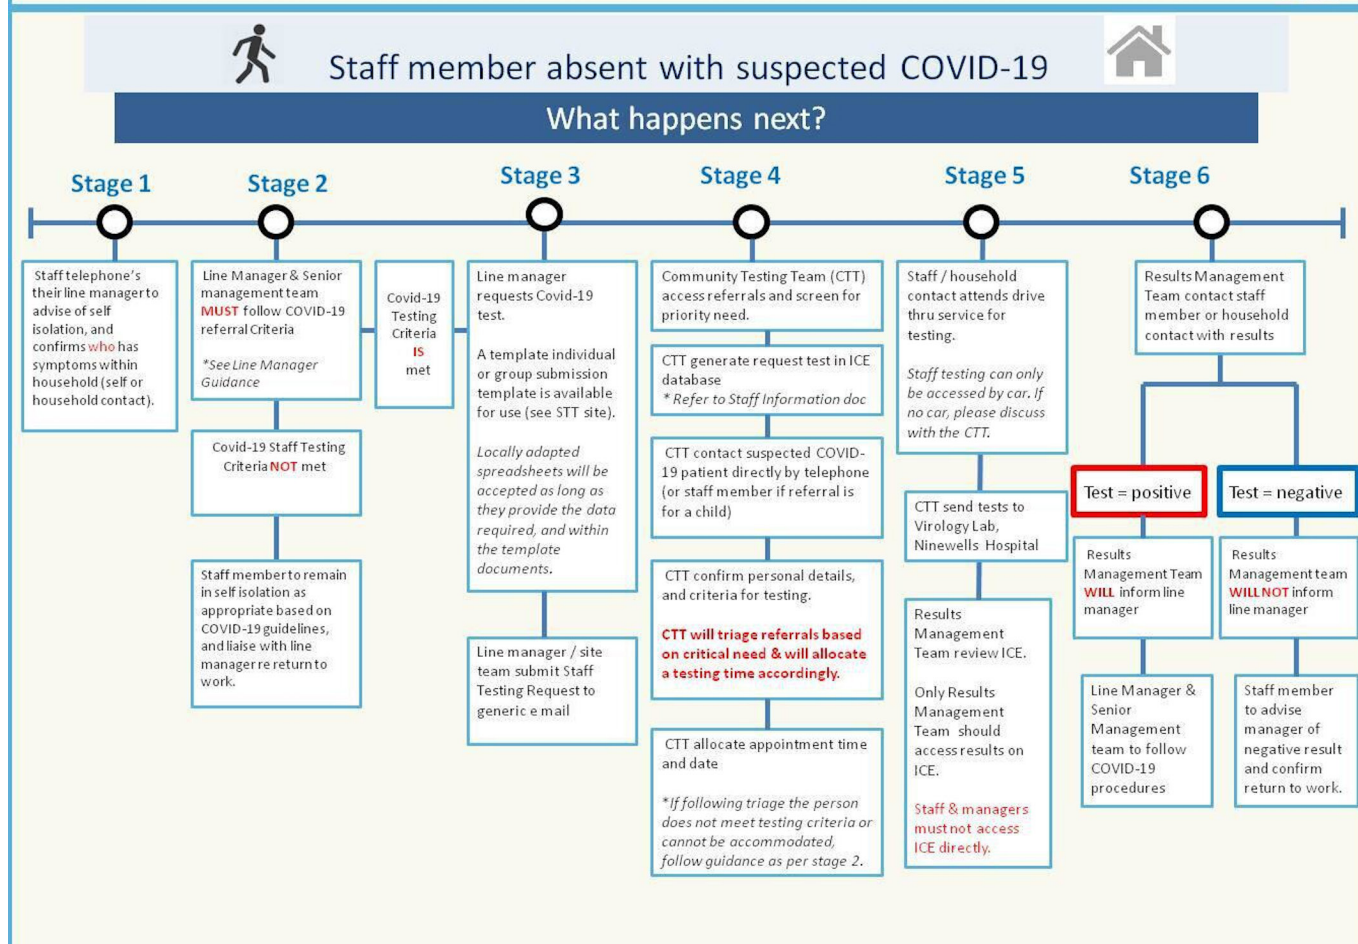 Staff member absent with suspected COVID-19
What happens next?
Stage 1
Stage 2
Stage 3
Stage 4
Stage 5
Stage 6
Staff telephone's
their line manager to
advise of self
isolation, and
confirms who has
symptoms within
household (self or
household contact).
Line Manager & Senior
management team
MUST follow COVID-19
referral Criteria
*See Line Manager
Guidance
Covid-19 Staff Testing
Criteria NOT met
Staff member to remain
in self isolation as
appropriate based on
COVID-19 guidelines,
and liaise with line
manager re return to
work.
Covid-19
Testing
Criteria
IS
met
Line manager
requests Covid-19
test.
A template individual
or group submission
template is available
for use (see STT site).
Locally adapted
spreadsheets will be
accepted as long as
they provide the data
required, and within
the template
documents.
Line manager / site
team submit Staff
Testing Request to
generic e mail
Community Testing Team (CTT)
access referrals and screen for
priority need.
CTT generate request test in ICE
database
* Refer to Staff Information doc
CTT contact suspected COVID-
19 patient directly by telephone
(or staff member if referral is
for a child)
CTT confirm personal details,
and criteria for testing.
CTT will triage referrals based
on critical need & will allocate
a testing time accordingly.
CTT allocate appointment time
and date
*If following triage the person
does not meet testing criteria or
cannot be accommodated,
follow guidance as per stage 2.
Staff / household
contact attends drive
thru service for
testing.
Staff testing can only
be accessed by car. If
no car, please discuss
with the CTT.
CTT send tests to
Virology Lab,
Ninewells Hospital
Results
Management
Team review ICE.
Only Results
Management
Team should
access results on
ICE.
Staff & managers
must not access
ICE directly.
Results Management
Team contact staff
member or household
contact with results
Test = positive
Results
Management Team
WILL inform line
manager
Line Manager &
Senior
Management
team to follow
COVID-19
procedures
Test = negative
Results
Management team
WILL NOT inform
line manager
Staff member
to advise
manager of
negative result
and confirm
return to work.